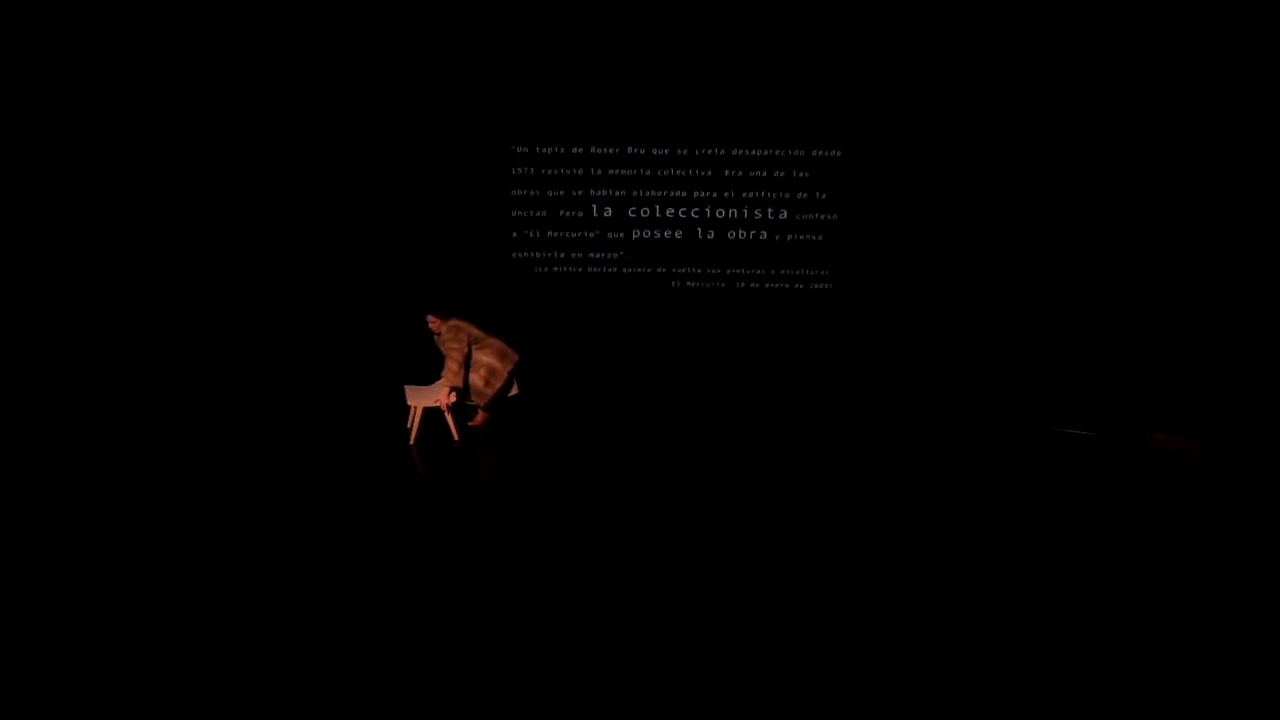 "Un tapiz de Roser Bru que se creía desaparecido desde
1973 revivió la memoria colectiva. Era una de las
obras que se habían elaborado para el edificio de la
Unctad. Pero la coleccionista confesó
a "El Mercurio" que posee la obra y piensa
exhibirla en marzo".
(La mítica Unctad quiere de vuelta sus pinturas y esculturas
El Mercurio, 10 de enero de 2009)